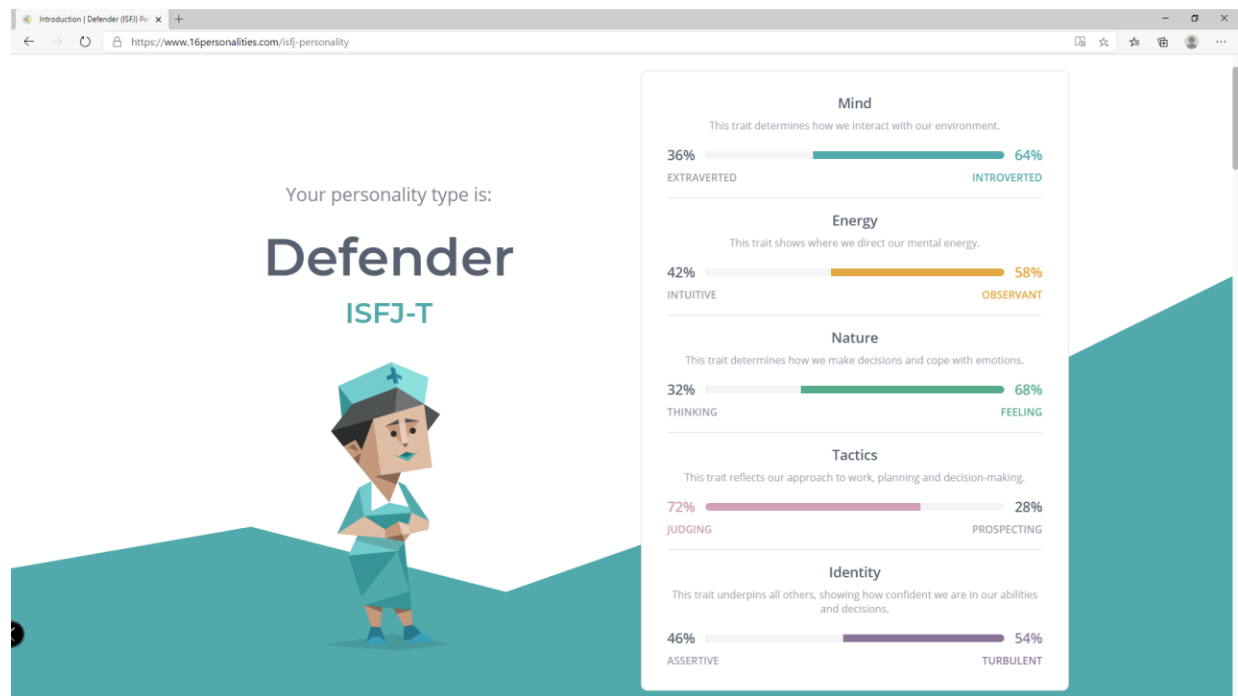 Introduction | Defender (ISFJ) Per
https://www.16personalities.com/isfj-personality
Your personality type is:
Defender
ISFJ-T
Mind
This trait determines how we interact with our environment.
36% 64%
EXTRAVERTED INTROVERTED
Energy
This trait shows where we direct our mental energy.
42% 58%
INTUITIVE OBSERVANT
Nature
This trait determines how we make decisions and cope with emotions.
32% 68%
THINKING FEELING
Tactics
This trait reflects our approach to work, planning and decision-making.
72% 28%
JUDGING PROSPECTING
Identity
This trait underpins all others, showing how confident we are in our abilities
and decisions.
46% 54%
ASSERTIVE TURBULENT